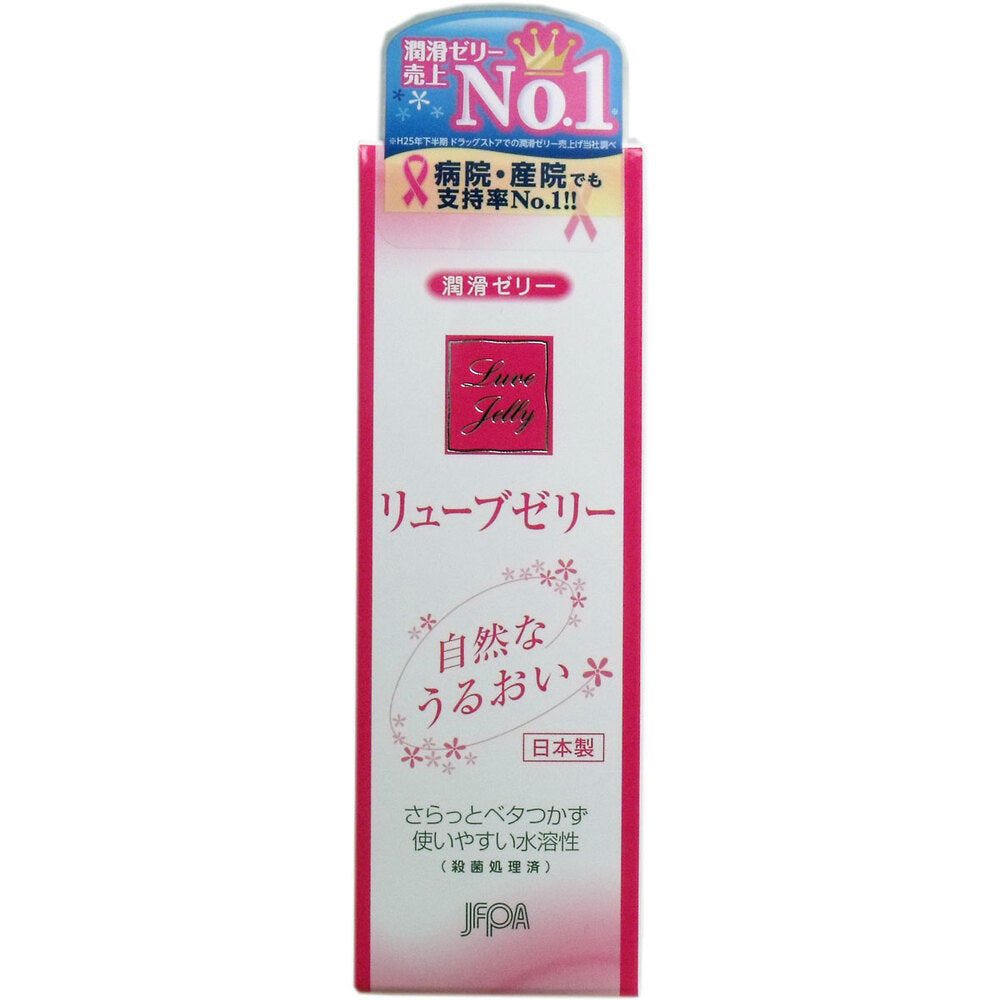 潤滑ゼリー
売上
No.1
※
※H25年下半期 ドラッグストアでの潤滑ゼリー売上げ当社調べ
病院・産院でも
支持率No.1!!
潤滑ゼリー
Luve
Jelly
リューブゼリー
自然な
うるおい
日本製
さらっとベタつかず
使いやすい水溶性
(殺菌処理済)
JFPA